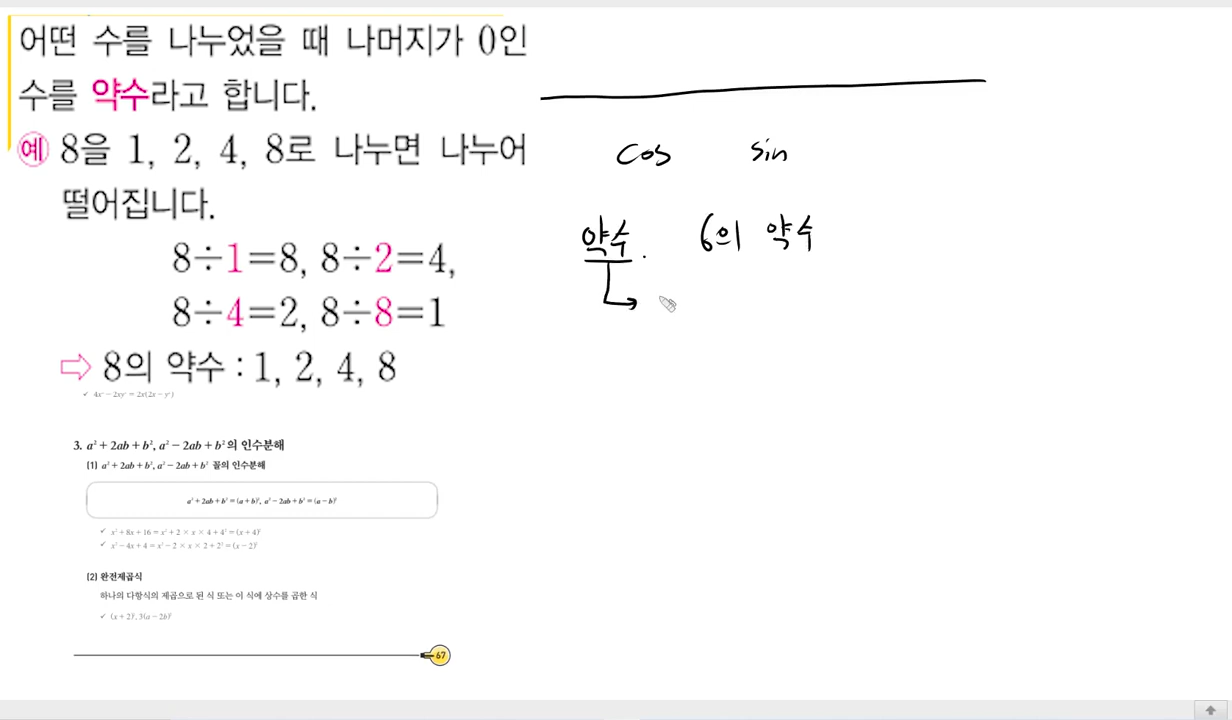 어떤 수를 나누었을 때 나머지가 0인
수를 약수라고 합니다.
예 8을 1, 2, 4, 8로 나누면 나누어
떨어집니다.
8÷1=8, 8÷2=4,
8÷4=2, 8÷8=1
⇨ 8의 약수 : 1, 2, 4, 8
3. a² + 2ab + b², a² − 2ab + b²의 인수분해
(1) a² + 2ab + b², a² − 2ab + b² 꼴의 인수분해
a² + 2ab + b² = (a + b)², a² − 2ab + b² = (a − b)²
✓ x² + 8x + 16 = x² + 2 × x × 4 + 4² = (x + 4)²
✓ x² − 4x + 4 = x² − 2 × x × 2 + 2² = (x − 2)²
(2) 완전제곱식
하나의 다항식의 제곱으로 된 식 또는 이 식에 상수를 곱한 식
✓ (x + 2)², 3(a − 2b)²
67
cos sin
약수. 6의 약수